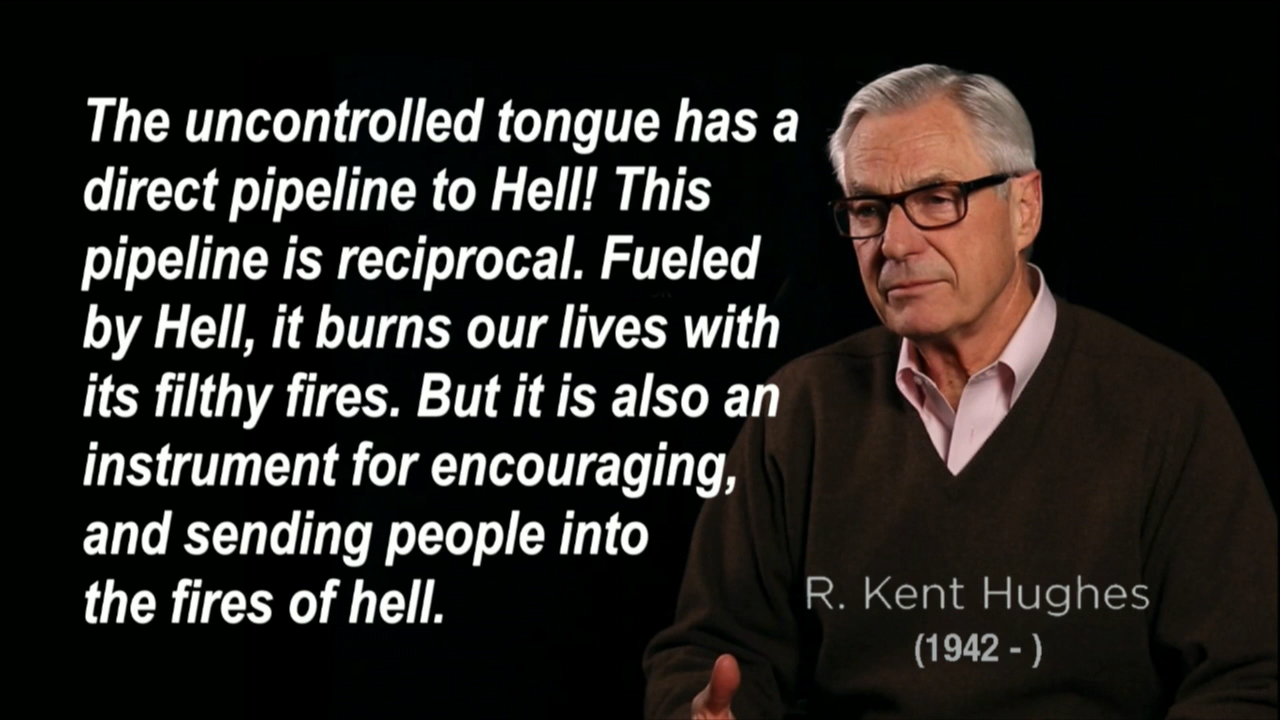 The uncontrolled tongue has a
direct pipeline to Hell! This
pipeline is reciprocal. Fueled
by Hell, it burns our lives with
its filthy fires. But it is also an
instrument for encouraging,
and sending people into
the fires of hell.
R. Kent Hughes
(1942 - )